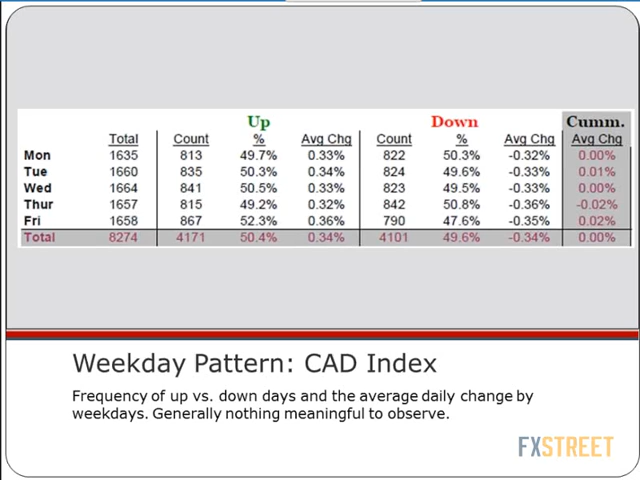 Up Down Cumm.
Total Count % Avg Chg Count % Avg Chg Avg Chg
Mon 1635 813 49.7% 0.33% 822 50.3% -0.32% 0.00%
Tue 1660 835 50.3% 0.34% 824 49.6% -0.33% 0.01%
Wed 1664 841 50.5% 0.33% 823 49.5% -0.33% 0.00%
Thur 1657 815 49.2% 0.32% 842 50.8% -0.36% -0.02%
Fri 1658 867 52.3% 0.36% 790 47.6% -0.35% 0.02%
Total 8274 4171 50.4% 0.34% 4101 49.6% -0.34% 0.00%
Weekday Pattern: CAD Index
Frequency of up vs. down days and the average daily change by
weekdays. Generally nothing meaningful to observe.
FXSTREET